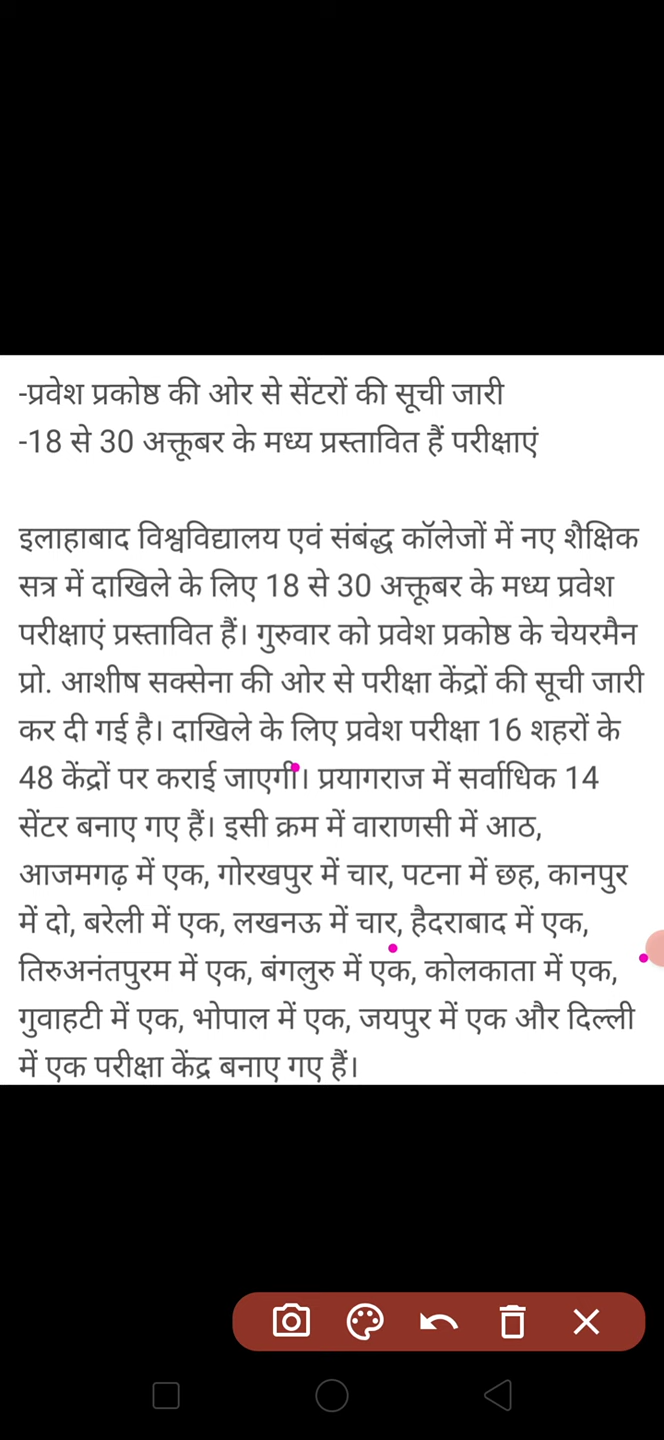 -प्रवेश प्रकोष्ठ की ओर से सेंटरों की सूची जारी
-18 से 30 अक्तूबर के मध्य प्रस्तावित हैं परीक्षाएं
इलाहाबाद विश्वविद्यालय एवं संबंद्ध कॉलेजों में नए शैक्षिक
सत्र में दाखिले के लिए 18 से 30 अक्तूबर के मध्य प्रवेश
परीक्षाएं प्रस्तावित हैं। गुरुवार को प्रवेश प्रकोष्ठ के चेयरमैन
प्रो. आशीष सक्सेना की ओर से परीक्षा केंद्रों की सूची जारी
कर दी गई है। दाखिले के लिए प्रवेश परीक्षा 16 शहरों के
48 केंद्रों पर कराई जाएगी। प्रयागराज में सर्वाधिक 14
सेंटर बनाए गए हैं। इसी क्रम में वाराणसी में आठ,
आजमगढ़ में एक, गोरखपुर में चार, पटना में छह, कानपुर
में दो, बरेली में एक, लखनऊ में चार, हैदराबाद में एक,
तिरुअनंतपुरम में एक, बंगलुरु में एक, कोलकाता में एक,
गुवाहटी में एक, भोपाल में एक, जयपुर में एक और दिल्ली
में एक परीक्षा केंद्र बनाए गए हैं।